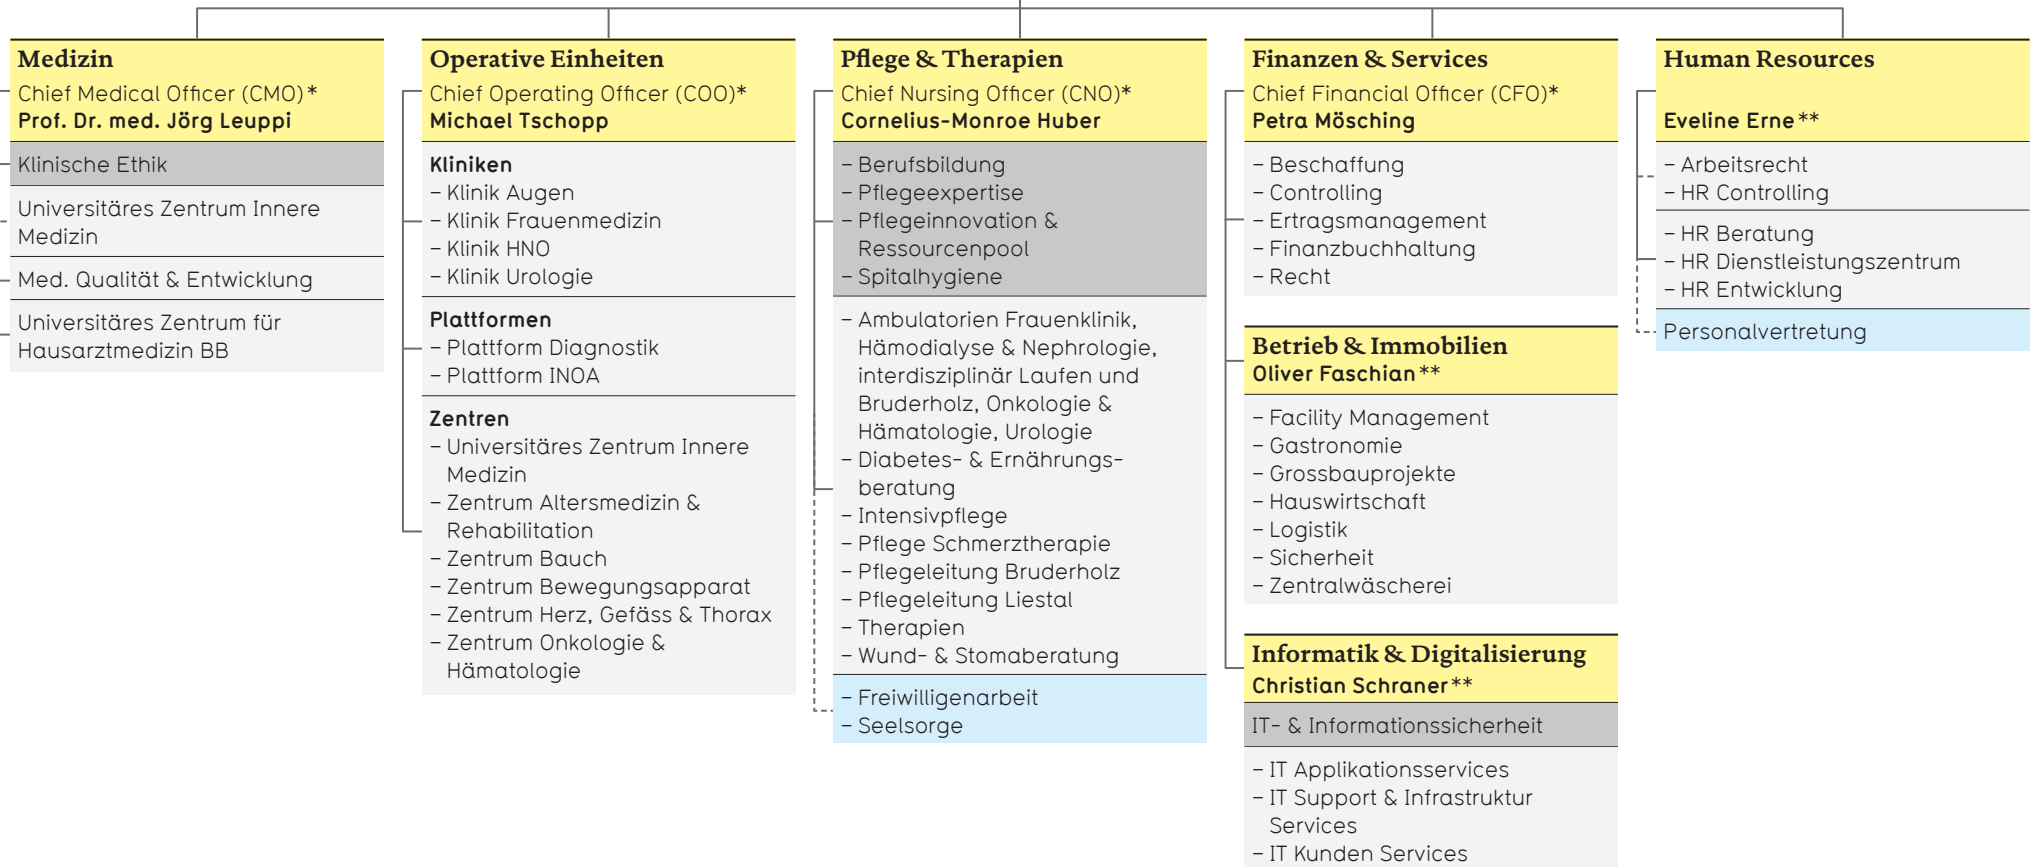 Medizin
Chief Medical Officer (CMO)*
Prof. Dr. med. Jörg Leuppi
Klinische Ethik
Universitäres Zentrum Innere
Medizin
Med. Qualität & Entwicklung
Universitäres Zentrum für
Hausarztmedizin BB
Operative Einheiten
Chief Operating Officer (COO)*
Michael Tschopp
Kliniken
– Klinik Augen
– Klinik Frauenmedizin
– Klinik HNO
– Klinik Urologie
Plattformen
– Plattform Diagnostik
– Plattform INOA
Zentren
– Universitäres Zentrum Innere
Medizin
– Zentrum Altersmedizin &
Rehabilitation
– Zentrum Bauch
– Zentrum Bewegungsapparat
– Zentrum Herz, Gefäss & Thorax
– Zentrum Onkologie &
Hämatologie
Pflege & Therapien
Chief Nursing Officer (CNO)*
Cornelius-Monroe Huber
– Berufsbildung
– Pflegeexpertise
– Pflegeinnovation &
Ressourcenpool
– Spitalhygiene
– Ambulatorien Frauenklinik,
Hämodialyse & Nephrologie,
interdisziplinär Laufen und
Bruderholz, Onkologie &
Hämatologie, Urologie
– Diabetes- & Ernährungs-
beratung
– Intensivpflege
– Pflege Schmerztherapie
– Pflegeleitung Bruderholz
– Pflegeleitung Liestal
– Therapien
– Wund- & Stomaberatung
– Freiwilligenarbeit
– Seelsorge
Finanzen & Services
Chief Financial Officer (CFO)*
Petra Mösching
– Beschaffung
– Controlling
– Ertragsmanagement
– Finanzbuchhaltung
– Recht
Betrieb & Immobilien
Oliver Faschian**
– Facility Management
– Gastronomie
– Grossbauprojekte
– Hauswirtschaft
– Logistik
– Sicherheit
– Zentralwäscherei
Informatik & Digitalisierung
Christian Schraner**
IT- & Informationssicherheit
– IT Applikationsservices
– IT Support & Infrastruktur
Services
– IT Kunden Services
Human Resources
Eveline Erne**
– Arbeitsrecht
– HR Controlling
– HR Beratung
– HR Dienstleistungszentrum
– HR Entwicklung
Personalvertretung